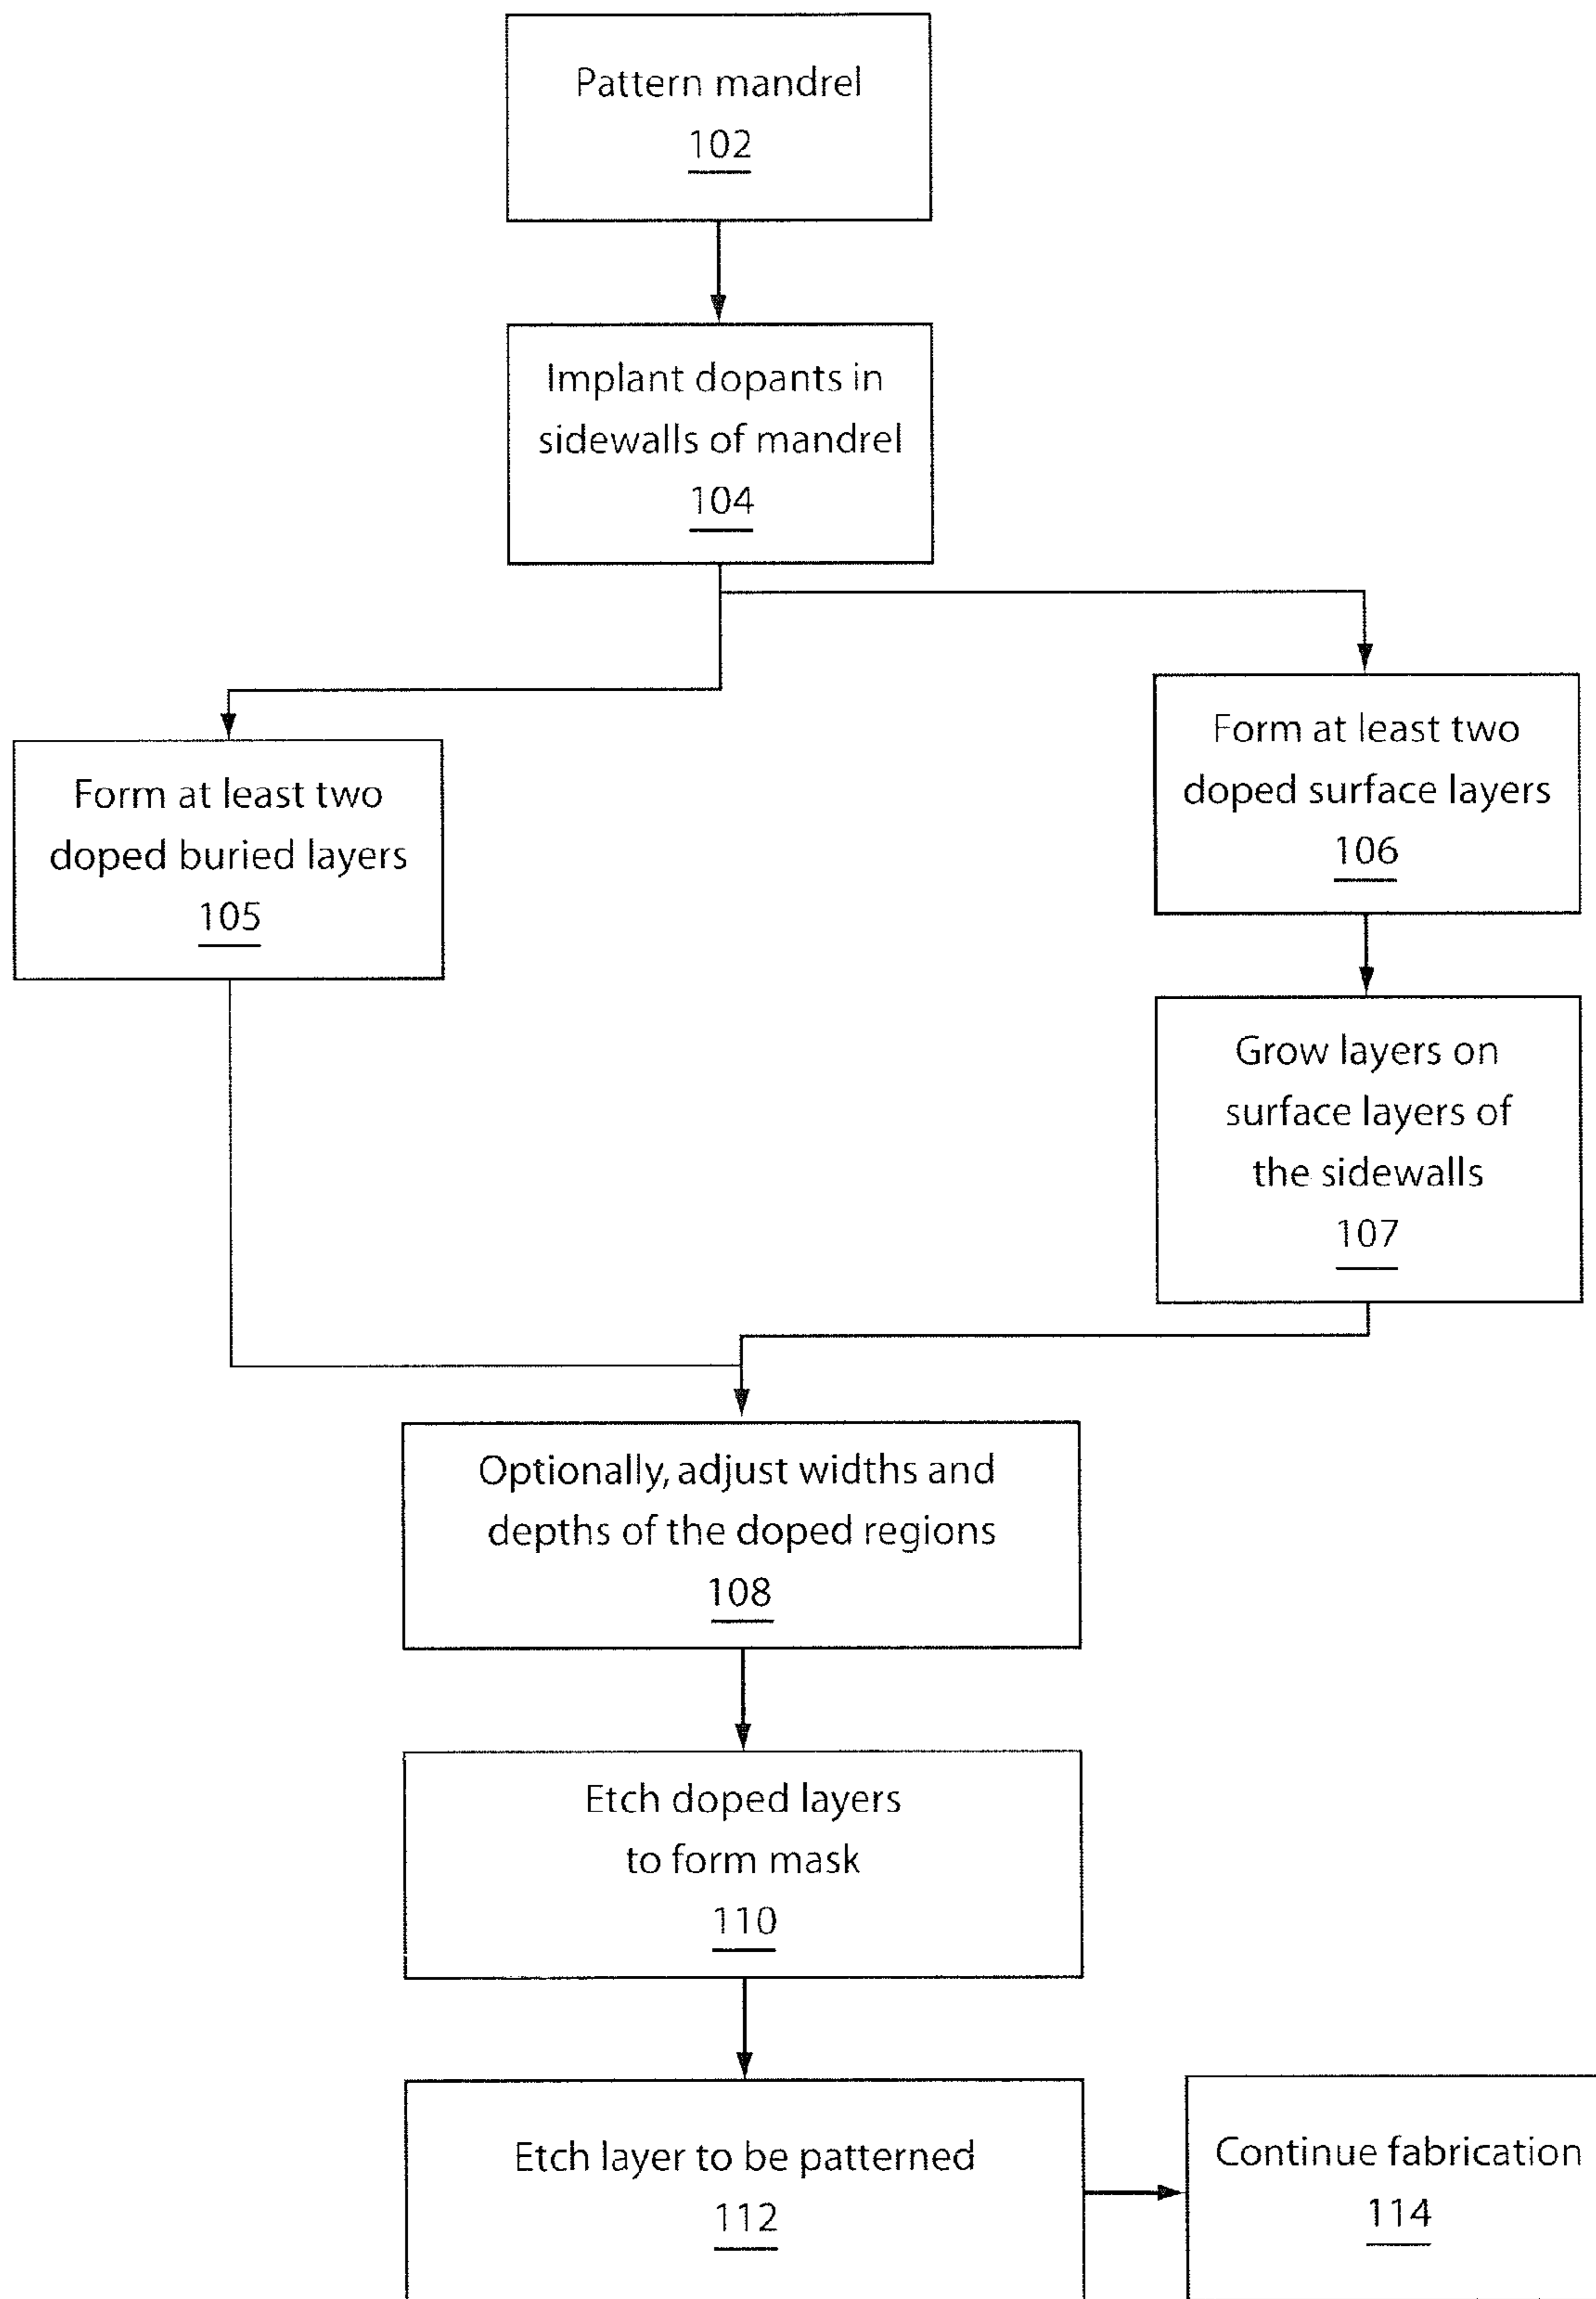 Pattern mandrel
102
Implant dopants in
sidewalls of mandrel
104
Form at least two
doped buried layers
105
Form at least two
doped surface layers
106
Grow layers on
surface layers of
the sidewalls
107
Optionally, adjust widths and
depths of the doped regions
108
Etch doped layers
to form mask
110
Etch layer to be patterned
112
Continue fabrication
114